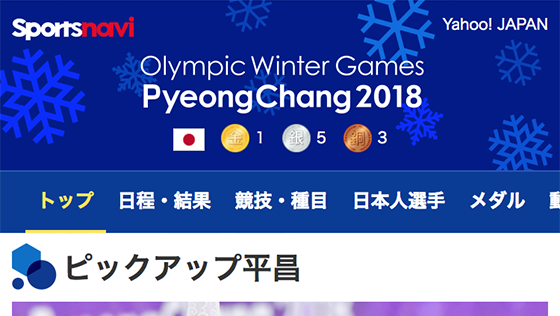 Sportsnavi
Yahoo! JAPAN
Olympic Winter Games
PyeongChang 2018
金 1 銀 5 銅 3
トップ 日程・結果 競技・種目 日本人選手 メダル
ピックアップ平昌